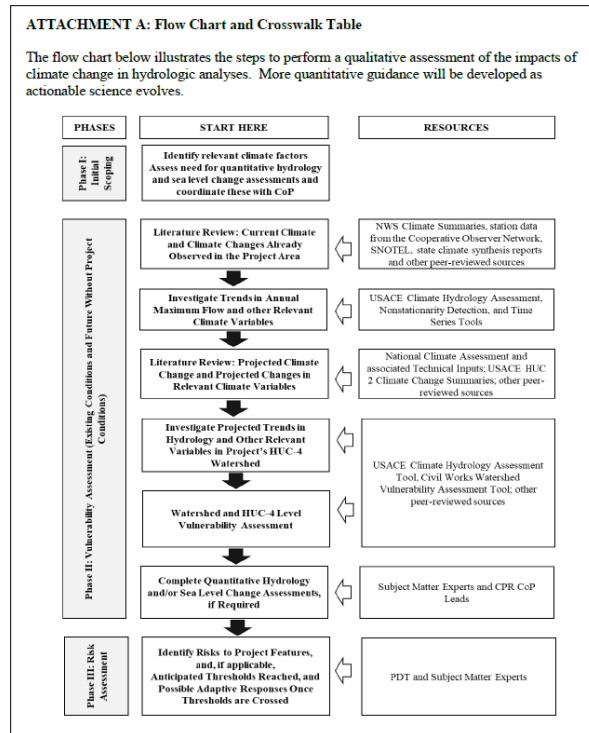 ATTACHMENT A: Flow Chart and Crosswalk Table
The flow chart below illustrates the steps to perform a qualitative assessment of the impacts of
climate change in hydrologic analyses. More quantitative guidance will be developed as
actionable science evolves.
PHASES
START HERE
RESOURCES
Phase I:
Initial
Scoping
Identify relevant climate factors
Assess need for quantitative hydrology
and sea level change assessments and
coordinate these with CoP
Phase II: Vulnerability Assessment (Existing Conditions and Future Without Project
Conditions)
Literature Review: Current Climate
and Climate Changes Already
Observed in the Project Area
NWS Climate Summaries, station data
from the Cooperative Observer Network,
SNOTEL, state climate synthesis reports
and other peer-reviewed sources
Investigate Trends in Annual
Maximum Flow and other Relevant
Climate Variables
USACE Climate Hydrology Assessment,
Nonstationarity Detection, and Time
Series Tools
Literature Review: Projected Climate
Change and Projected Changes in
Relevant Climate Variables
National Climate Assessment and
associated Technical Inputs; USACE HUC
2 Climate Change Summaries; other peer-
reviewed sources
Investigate Projected Trends in
Hydrology and Other Relevant
Variables in Project's HUC-4
Watershed
USACE Climate Hydrology Assessment
Tool, Civil Works Watershed
Vulnerability Assessment Tool; other
peer-reviewed sources
Watershed and HUC-4 Level
Vulnerability Assessment
Complete Quantitative Hydrology
and/or Sea Level Change Assessments,
if Required
Subject Matter Experts and CPR CoP
Leads
Phase III: Risk
Assessment
Identify Risks to Project Features,
and, if applicable,
Anticipated Thresholds Reached, and
Possible Adaptive Responses Once
Thresholds are Crossed
PDT and Subject Matter Experts